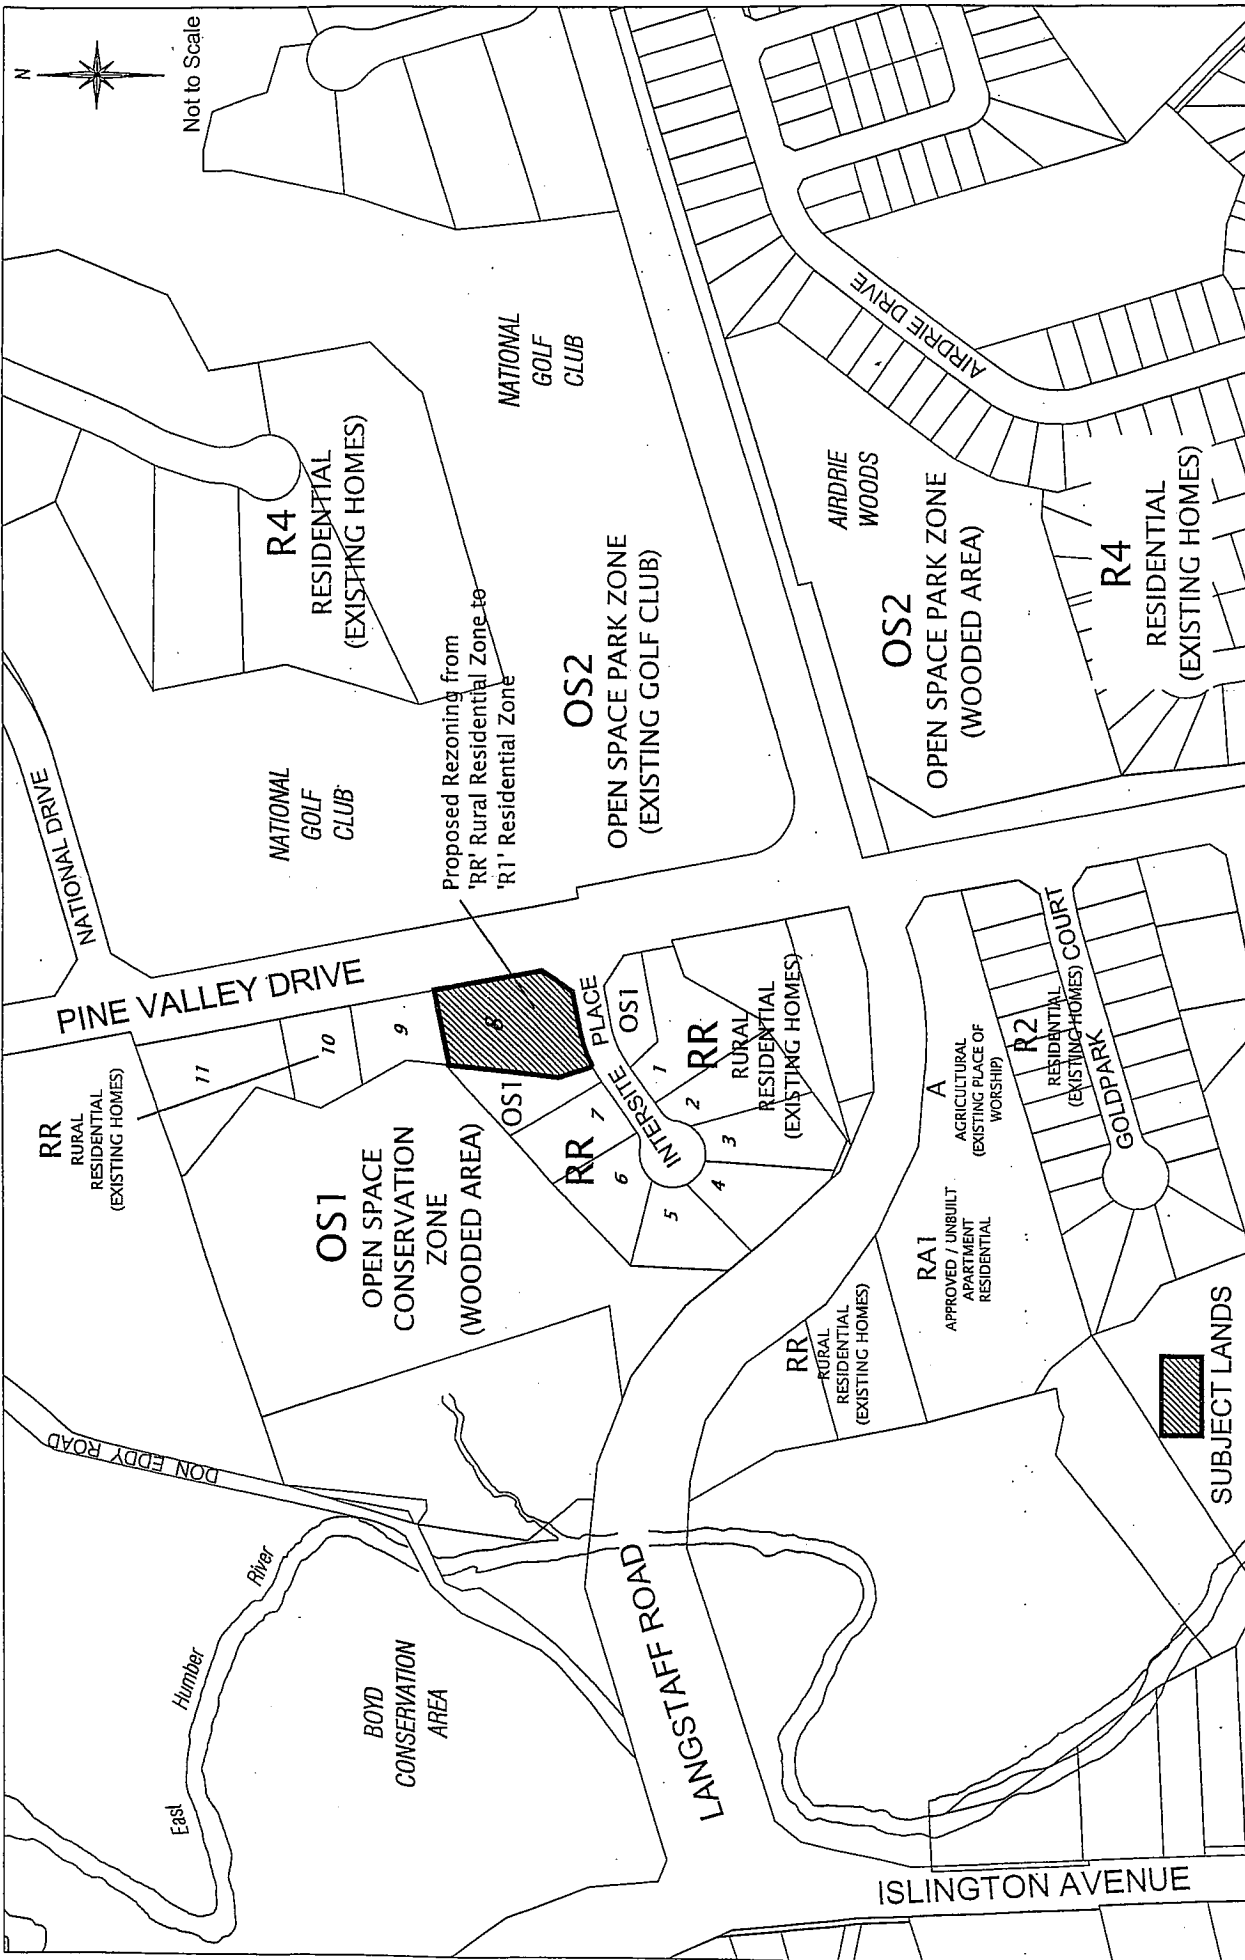 N
Not to Scale
NATIONAL DRIVE
PINE VALLEY DRIVE
NATIONAL
GOLF
CLUB
R4
RESIDENTIAL
(EXISTING HOMES)
NATIONAL
GOLF
CLUB
Proposed Rezoning from
'RR' Rural Residential Zone to
'R1' Residential Zone
OS2
OPEN SPACE PARK ZONE
(EXISTING GOLF CLUB)
AIRDRIE DRIVE
AIRDRIE
WOODS
OS2
OPEN SPACE PARK ZONE
(WOODED AREA)
R4
RESIDENTIAL
(EXISTING HOMES)
RR
RURAL
RESIDENTIAL
(EXISTING HOMES)
11
10
9
8
OS1
7
RR
6
5
4
3
2
1
INTERSITE PLACE
OS1
RR
RURAL
RESIDENTIAL
(EXISTING HOMES)
OS1
OPEN SPACE
CONSERVATION
ZONE
(WOODED AREA)
DON EDDY ROAD
East Humber River
BOYD
CONSERVATION
AREA
LANGSTAFF ROAD
RR
RURAL
RESIDENTIAL
(EXISTING HOMES)
RA1
APPROVED / UNBUILT
APARTMENT
RESIDENTIAL
A
AGRICULTURAL
(EXISTING PLACE OF
WORSHIP)
R2
RESIDENTIAL
(EXISTING HOMES)
GOLDPARK COURT
ISLINGTON AVENUE
SUBJECT LANDS